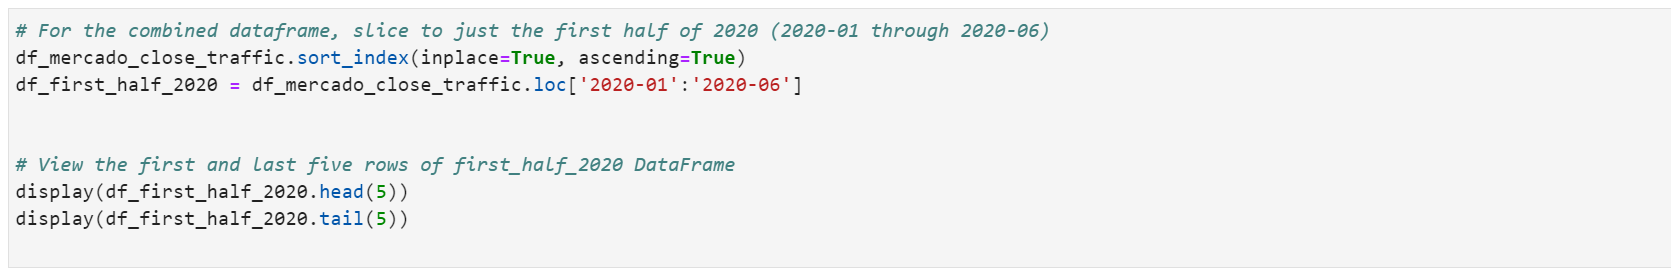 # For the combined dataframe, slice to just the first half of 2020 (2020-01 through 2020-06)
df_mercado_close_traffic.sort_index(inplace=True, ascending=True)
df_first_half_2020 = df_mercado_close_traffic.loc['2020-01':'2020-06']
# View the first and last five rows of first_half_2020 DataFrame
display(df_first_half_2020.head(5))
display(df_first_half_2020.tail(5))